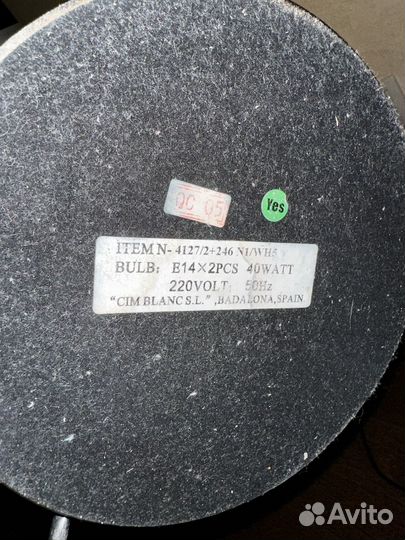 QC 05
Yes
ITEM N- 4127/2+246 N1/WH5
BULB: E14×2PCS 40WATT
220VOLT; 50Hz
"CIM BLANC S.L." ,BADALONA,SPAIN
Avito